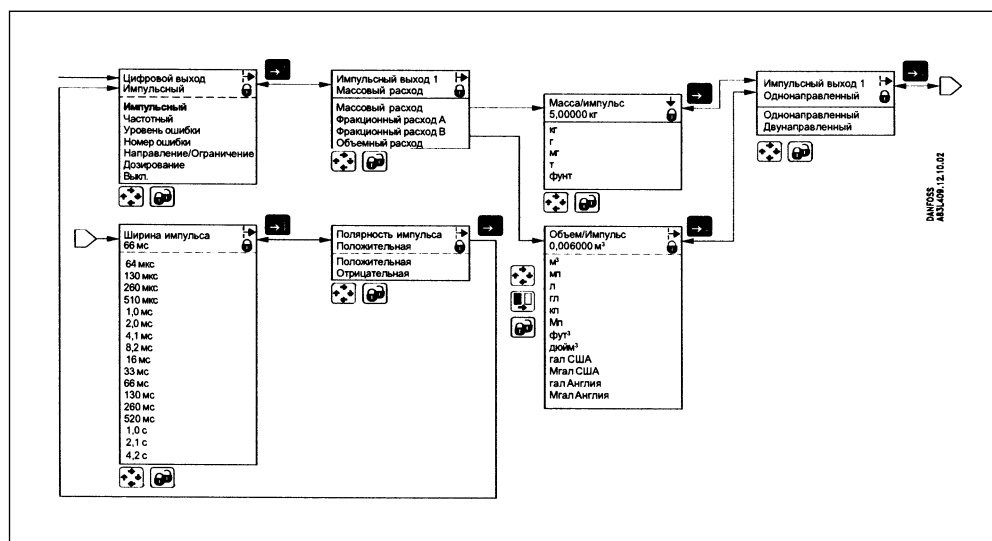 Цифровой выход
Импульсный
Импульсный
Частотный
Уровень ошибки
Номер ошибки
Направление/Ограничение
Дозирование
Выкл.
Импульсный выход 1
Массовый расход
Массовый расход
Фракционный расход A
Фракционный расход B
Объемный расход
Масса/импульс
5,00000 кг
кг
г
мг
т
фунт
Импульсный выход 1
Однонаправленный
Однонаправленный
Двунаправленный
DANFOSS
A83L409.12.10.02
Ширина импульса
66 мс
64 мкс
130 мкс
260 мкс
510 мкс
1,0 мс
2,0 мс
4,1 мс
8,2 мс
16 мс
33 мс
66 мс
130 мс
260 мс
520 мс
1,0 с
2,1 с
4,2 с
Полярность импульса
Положительная
Положительная
Отрицательная
Объем/Импульс
0,006000 м³
м³
мп
л
гл
кп
Мп
фут³
дюйм³
гал США
Мгал США
гал Англия
Мгал Англия